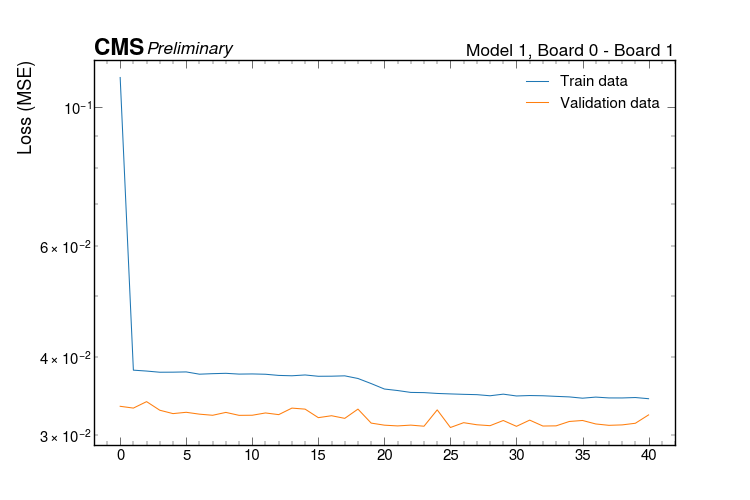 CMS Preliminary
Model 1, Board 0 - Board 1
Loss (MSE)
Train data
Validation data
10⁻¹
6 × 10⁻²
4 × 10⁻²
3 × 10⁻²
0 5 10 15 20 25 30 35 40